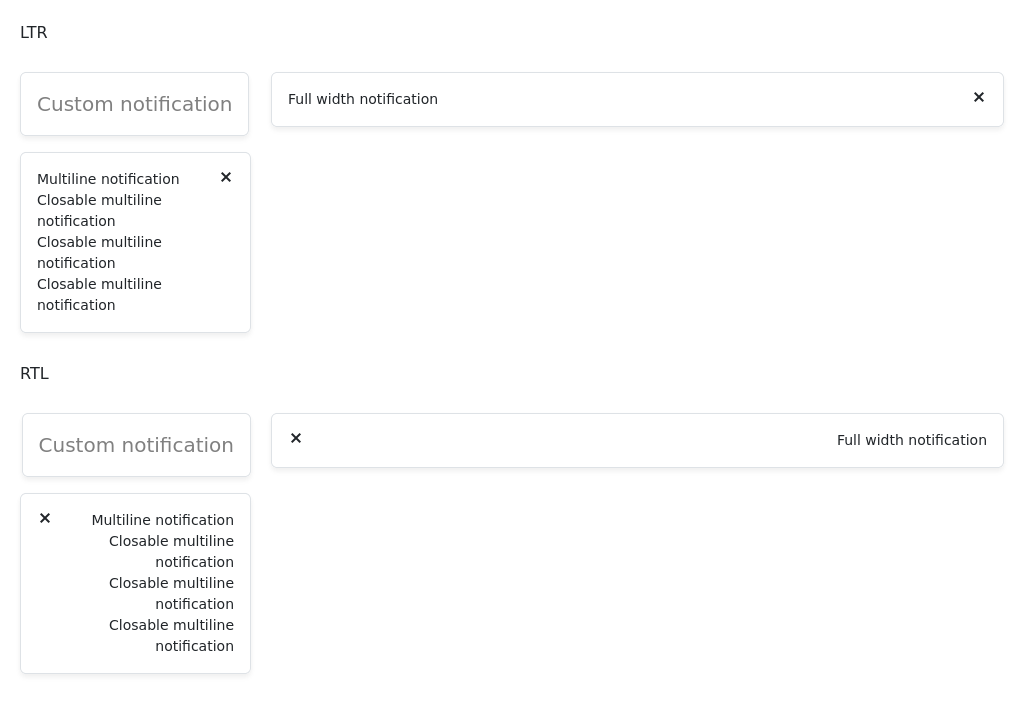 LTR
Custom notification
Full width notification ×
Multiline notification ×
Closable multiline
notification
Closable multiline
notification
Closable multiline
notification
RTL
Custom notification
× Full width notification
× Multiline notification
Closable multiline
notification
Closable multiline
notification
Closable multiline
notification